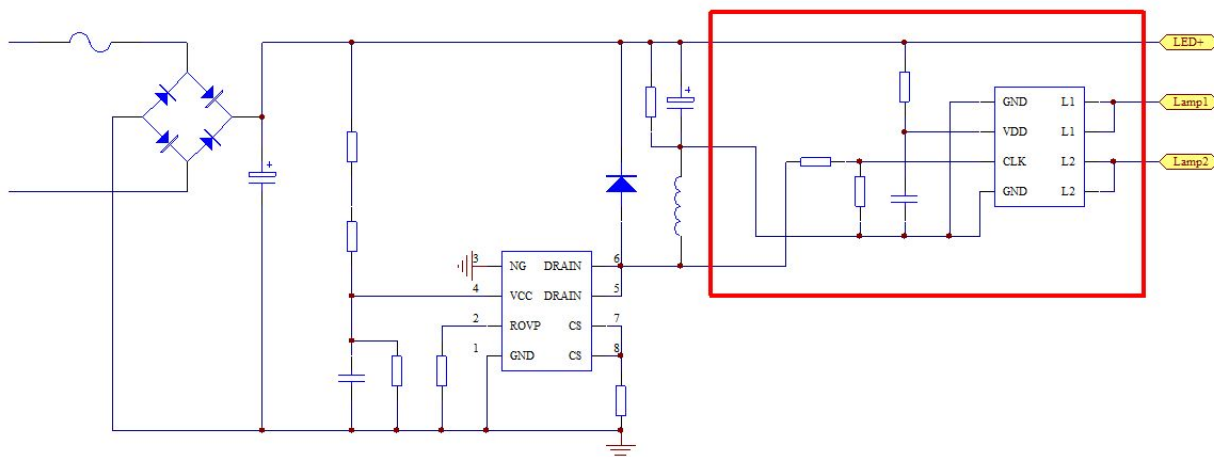 LED+
GND L1
Lamp1
VDD L1
CLK L2
Lamp2
GND L2
3 NG DRAIN 6
4 VCC DRAIN 5
2 ROVP CS 7
1 GND CS 8
+
+